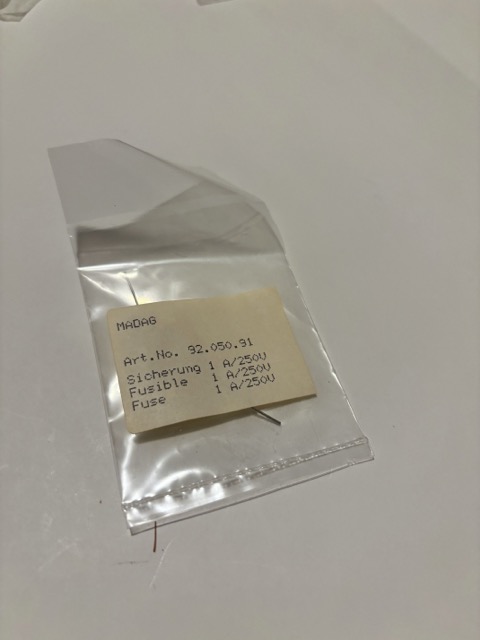 MADAG
Art.No. 92.050.91
Sicherung 1 A/250V
Fusible 1 A/250V
Fuse 1 A/250V